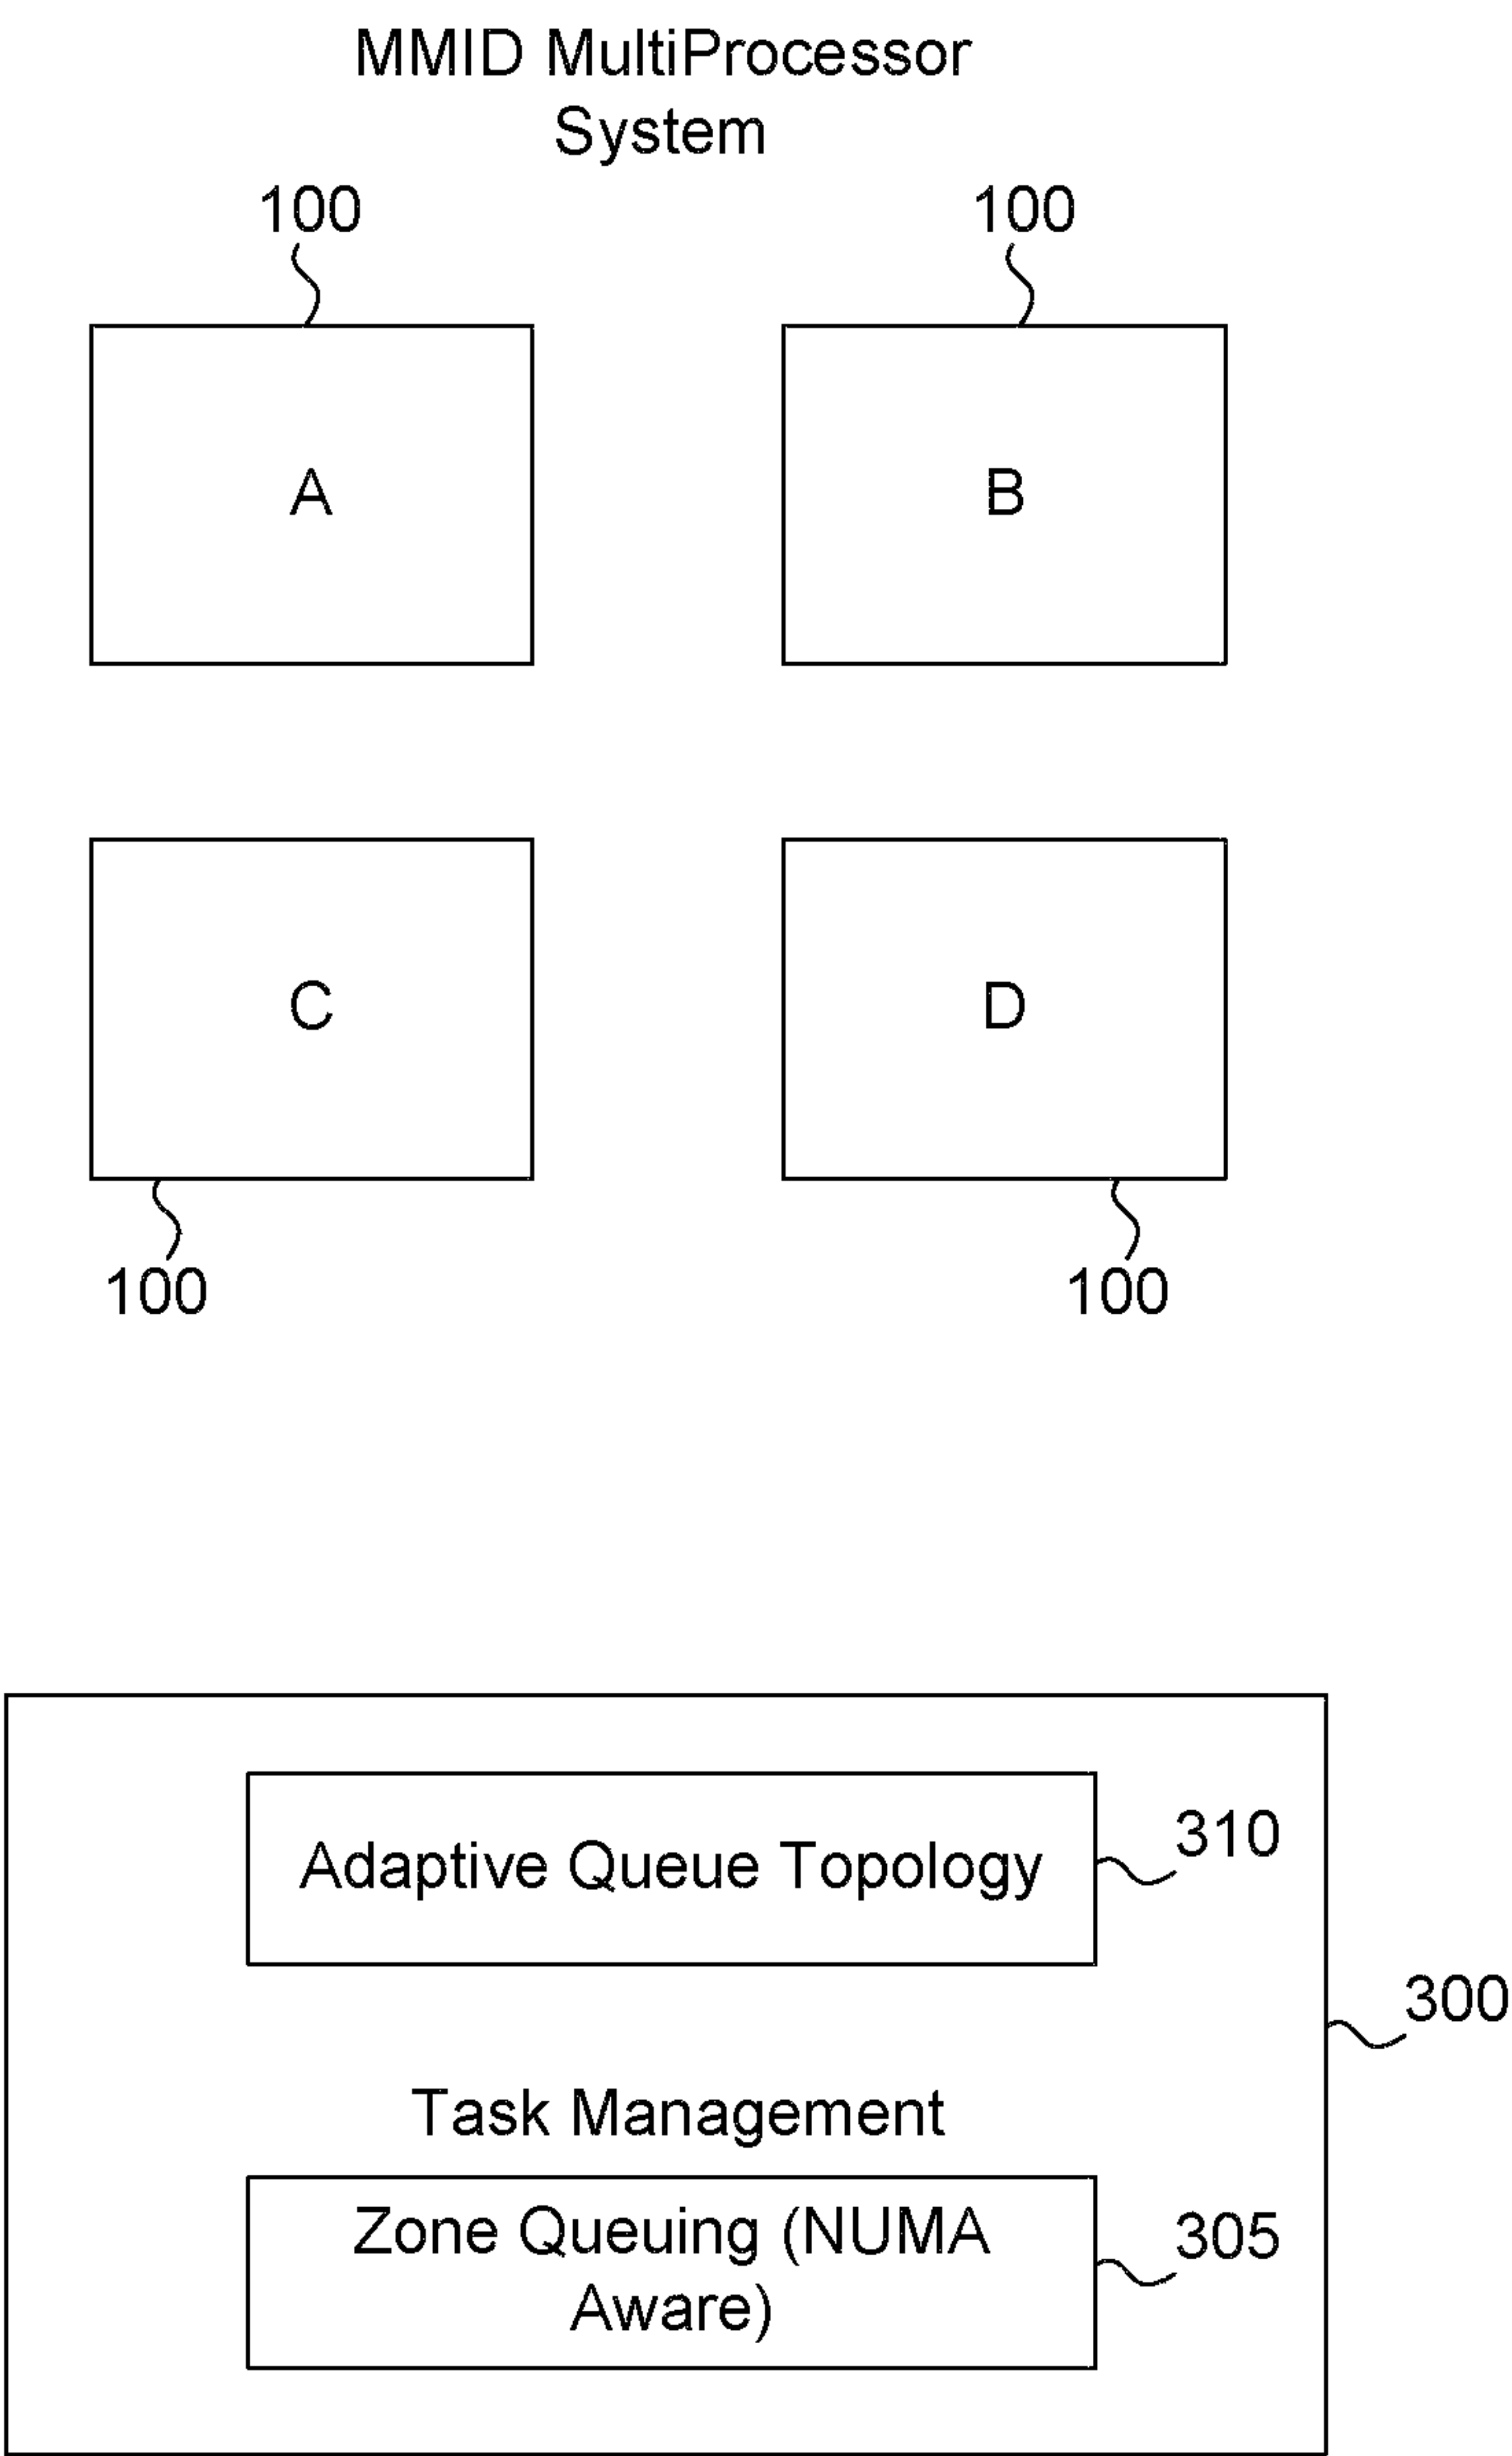 MMID MultiProcessor
System
100
100
A
B
C
D
100
100
Adaptive Queue Topology
310
300
Task Management
Zone Queuing (NUMA
Aware)
305